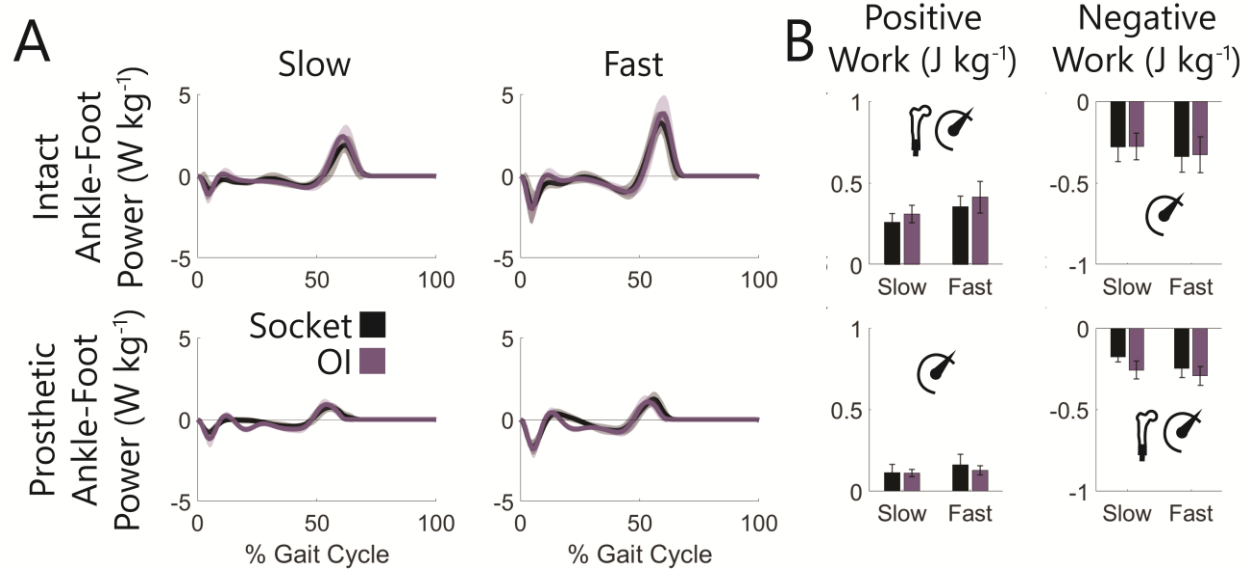 A
Slow
Fast
B
Positive
Work (J kg⁻¹)
Negative
Work (J kg⁻¹)
Intact
Ankle-Foot
Power (W kg⁻¹)
5
0
-5
0
50
100
5
0
-5
0
50
100
1
0.5
0
Slow
Fast
-0
-0.5
-1
Slow
Fast
Prosthetic
Ankle-Foot
Power (W kg⁻¹)
Socket
OI
5
0
-5
0
50
100
% Gait Cycle
5
0
-5
0
50
100
% Gait Cycle
1
0.5
0
Slow
Fast
-0
-0.5
-1
Slow
Fast